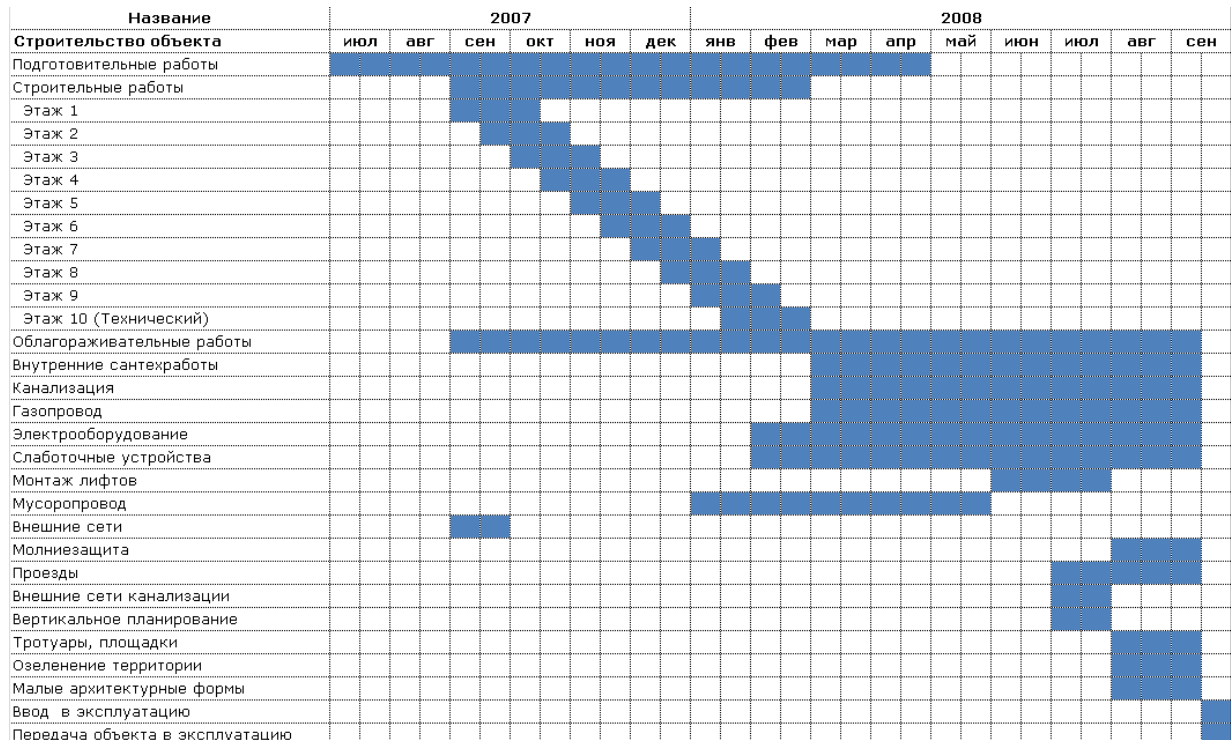 Название 2007 2008
Строительство объекта июл авг сен окт ноя дек янв фев мар апр май июн июл авг сен
Подготовительные работы
Строительные работы
Этаж 1
Этаж 2
Этаж 3
Этаж 4
Этаж 5
Этаж 6
Этаж 7
Этаж 8
Этаж 9
Этаж 10 (Технический)
Облагораживательные работы
Внутренние сантехработы
Канализация
Газопровод
Электрооборудование
Слаботочные устройства
Монтаж лифтов
Мусоропровод
Внешние сети
Молниезащита
Проезды
Внешние сети канализации
Вертикальное планирование
Тротуары, площадки
Озеленение территории
Малые архитектурные формы
Ввод в эксплуатацию
Передача объекта в эксплуатацию